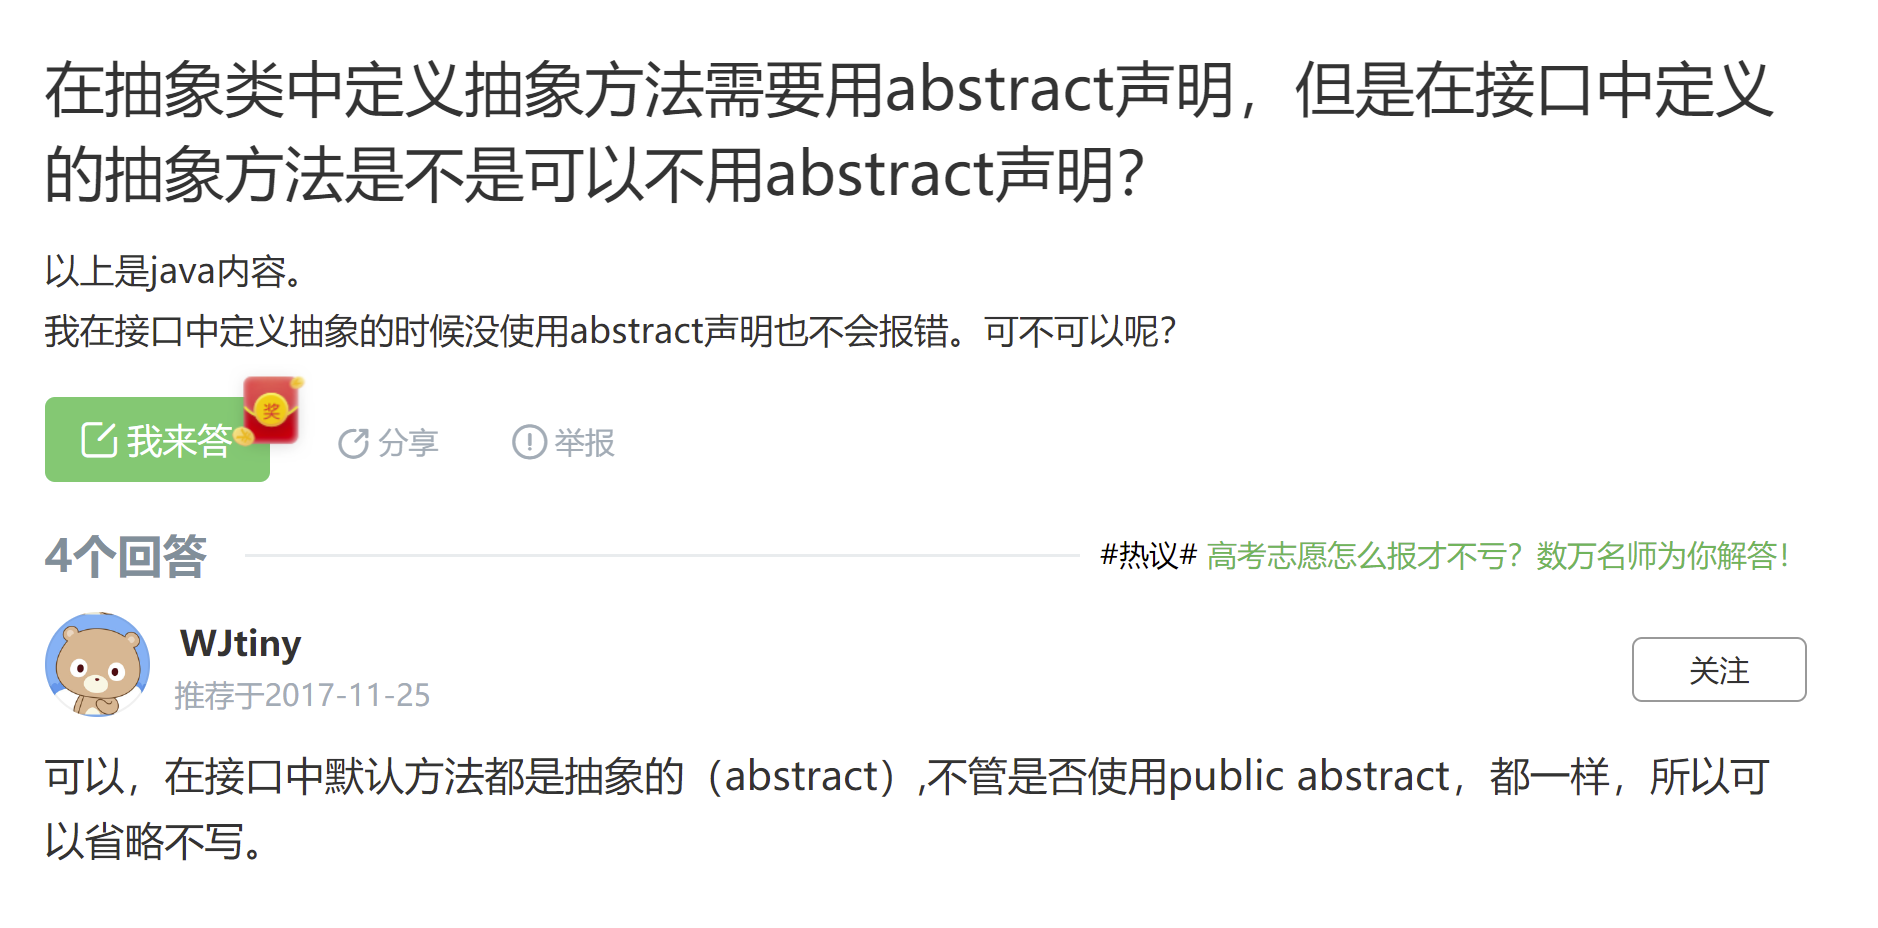 在抽象类中定义抽象方法需要用abstract声明，但是在接口中定义
的抽象方法是不是可以不用abstract声明？
以上是java内容。
我在接口中定义抽象的时候没使用abstract声明也不会报错。可不可以呢？
我来答
奖
分享
举报
4个回答
#热议# 高考志愿怎么报才不亏？数万名师为你解答！
WJtiny
推荐于2017-11-25
关注
可以，在接口中默认方法都是抽象的（abstract）,不管是否使用public abstract，都一样，所以可
以省略不写。